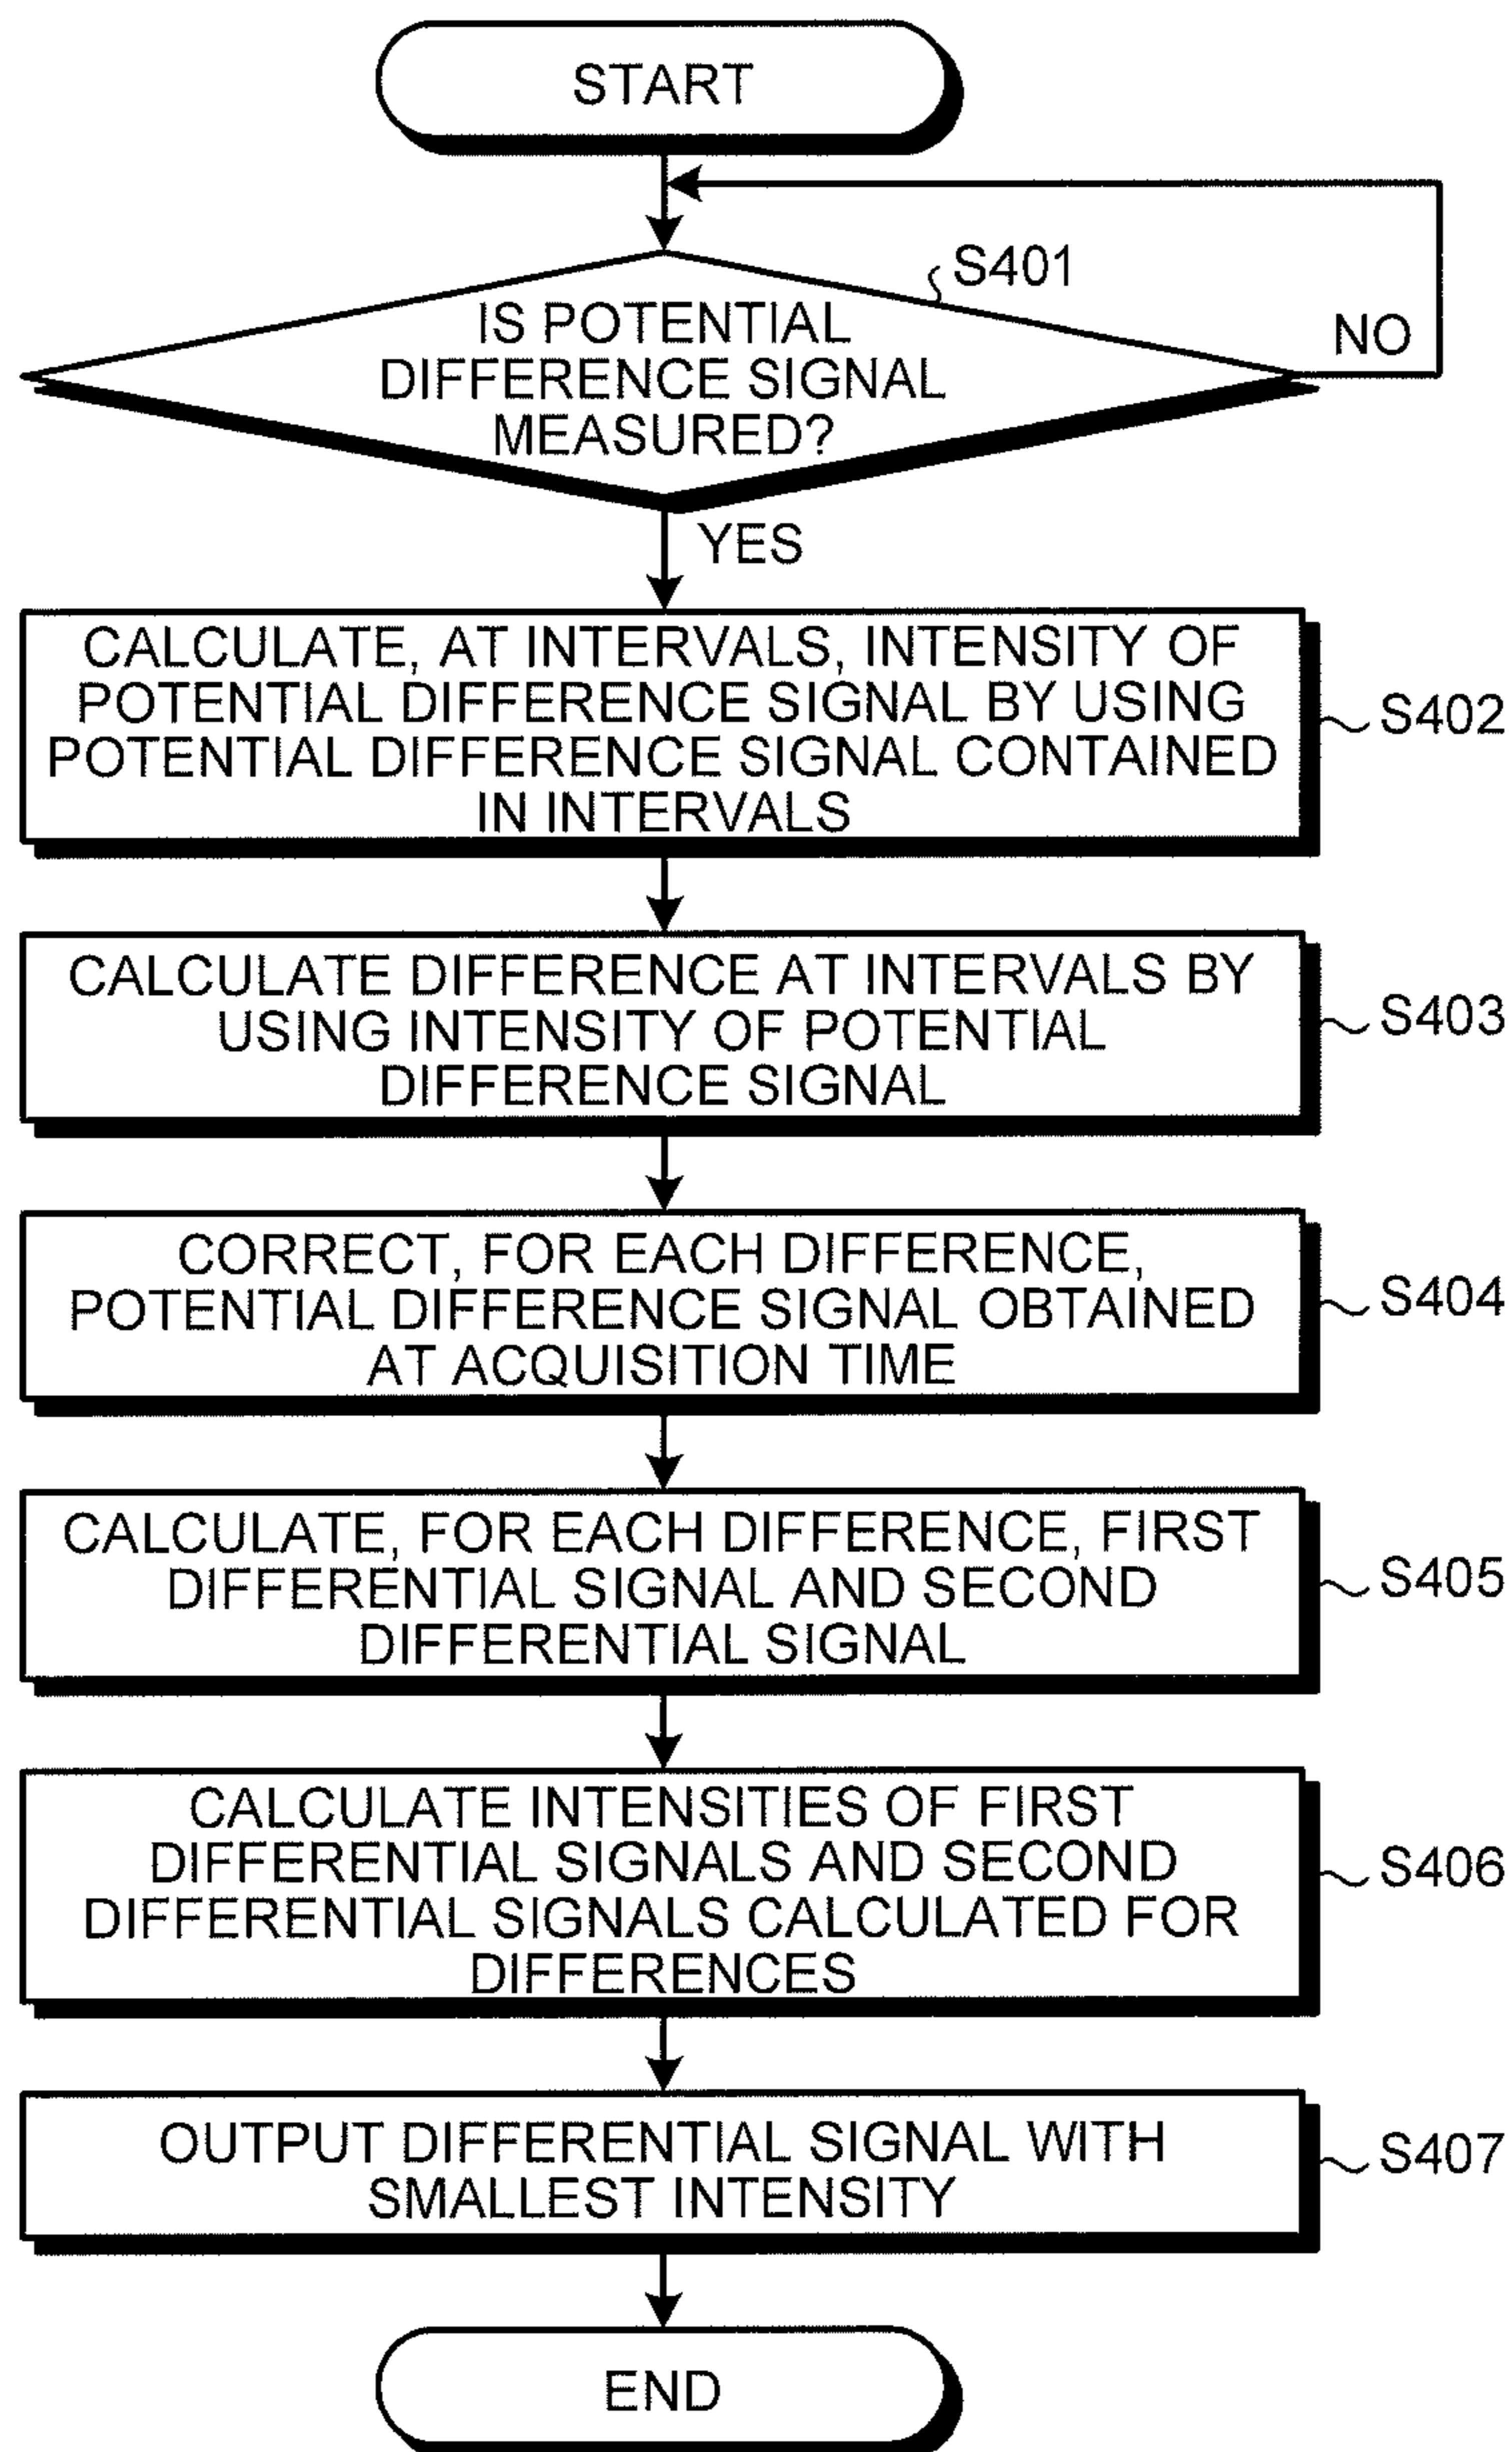 START
S401
IS POTENTIAL
DIFFERENCE SIGNAL
MEASURED?
NO
YES
CALCULATE, AT INTERVALS, INTENSITY OF
POTENTIAL DIFFERENCE SIGNAL BY USING
POTENTIAL DIFFERENCE SIGNAL CONTAINED
IN INTERVALS
S402
CALCULATE DIFFERENCE AT INTERVALS BY
USING INTENSITY OF POTENTIAL
DIFFERENCE SIGNAL
S403
CORRECT, FOR EACH DIFFERENCE,
POTENTIAL DIFFERENCE SIGNAL OBTAINED
AT ACQUISITION TIME
S404
CALCULATE, FOR EACH DIFFERENCE, FIRST
DIFFERENTIAL SIGNAL AND SECOND
DIFFERENTIAL SIGNAL
S405
CALCULATE INTENSITIES OF FIRST
DIFFERENTIAL SIGNALS AND SECOND
DIFFERENTIAL SIGNALS CALCULATED FOR
DIFFERENCES
S406
OUTPUT DIFFERENTIAL SIGNAL WITH
SMALLEST INTENSITY
S407
END